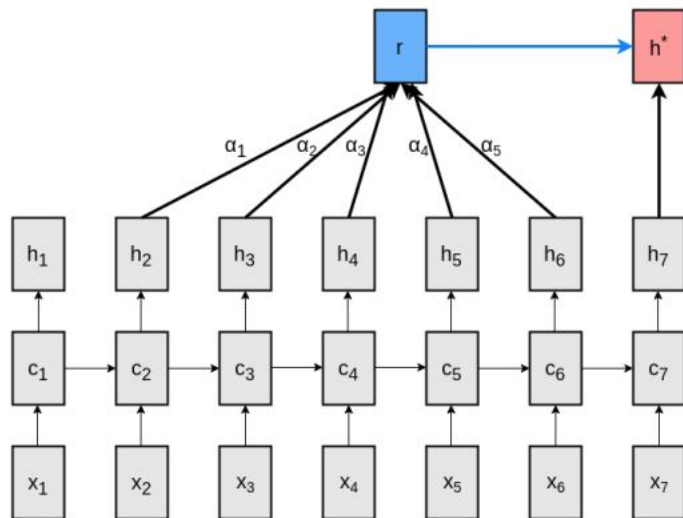 r h*
α₁ α₂ α₃ α₄ α₅
h₁ h₂ h₃ h₄ h₅ h₆ h₇
c₁ c₂ c₃ c₄ c₅ c₆ c₇
x₁ x₂ x₃ x₄ x₅ x₆ x₇